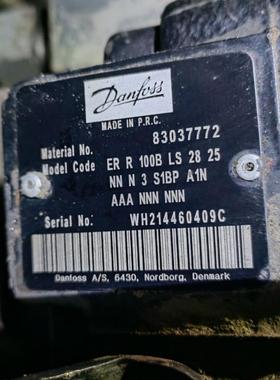 Danfoss
MADE IN P.R.C.
Material No. 83037772
Model Code ER R 100B LS 28 25
NN N 3 S1BP A1N
AAA NNN NNN
Serial No: WH214460409C
Danfoss A/S, 6430, Nordborg, Denmark